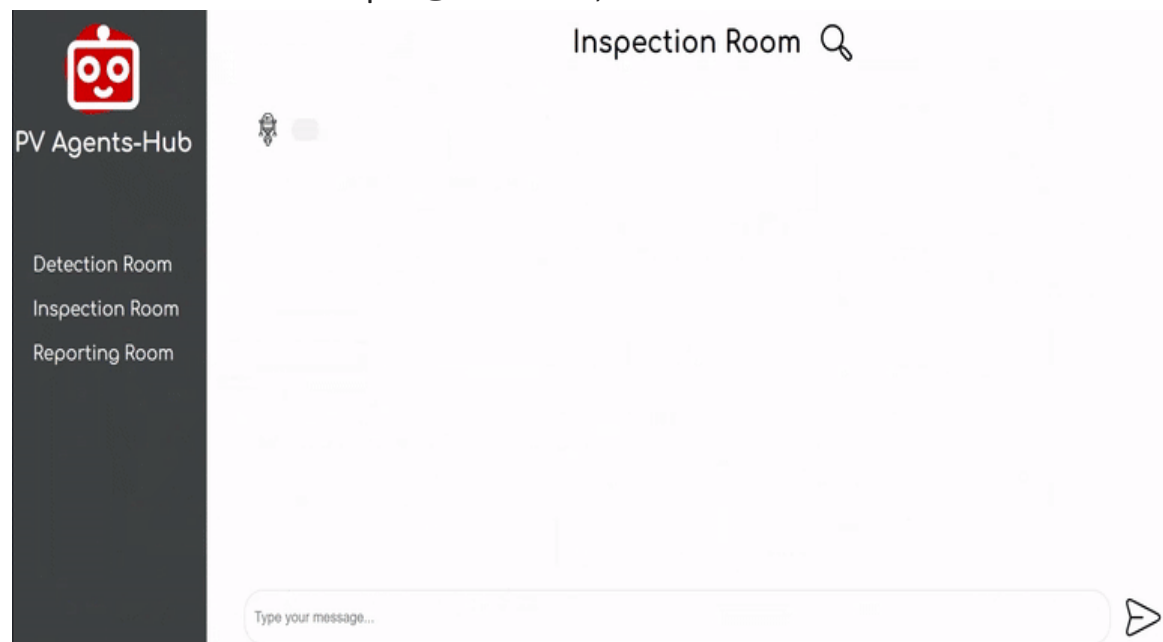 PV Agents-Hub
Detection Room
Inspection Room
Reporting Room
Inspection Room
Type your message...